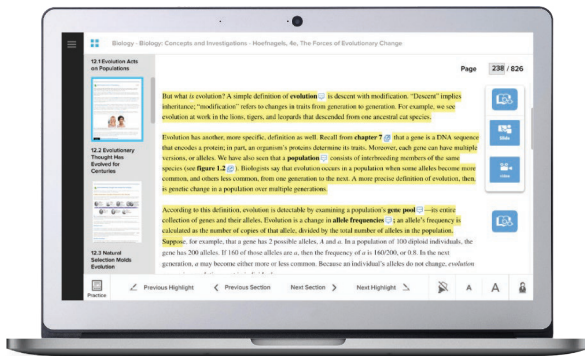 Biology - Biology: Concepts and Investigations - Hoefnagels, 4e, The Forces of Evolutionary Change
12.1 Evolution Acts
on Populations
12.2 Evolutionary
Thought Has
Evolved for
Centuries
12.3 Natural
Selection Molds
Evolution
Page 238 / 826
But what is evolution? A simple definition of evolution is descent with modification. "Descent" implies
inheritance; "modification" refers to changes in traits from generation to generation. For example, we see
evolution at work in the lions, tigers, and leopards that descended from one ancestral cat species.
Evolution has another, more specific, definition as well. Recall from chapter 7 that a gene is a DNA sequence
that encodes a protein; in part, an organism's proteins determine its traits. Moreover, each gene can have multiple
versions, or alleles. We have also seen that a population consists of interbreeding members of the same
species (see figure 1.2). Biologists say that evolution occurs in a population when some alleles become more
common, and others less common, from one generation to the next. A more precise definition of evolution, then,
is genetic change in a population over multiple generations.
According to this definition, evolution is detectable by examining a population's gene pool—its entire
collection of genes and their alleles. Evolution is a change in allele frequencies; an allele's frequency is
calculated as the number of copies of that allele, divided by the total number of alleles in the population.
Suppose, for example, that a gene has 2 possible alleles, A and a. In a population of 100 diploid individuals, the
gene has 200 alleles. If 160 of those alleles are a, then the frequency of a is 160/200, or 0.8. In the next
generation, a may become either more or less common. Because an individual's alleles do not change, evolution
Slide
Practice
Previous Highlight
Previous Section
Next Section
Next Highlight
A
A